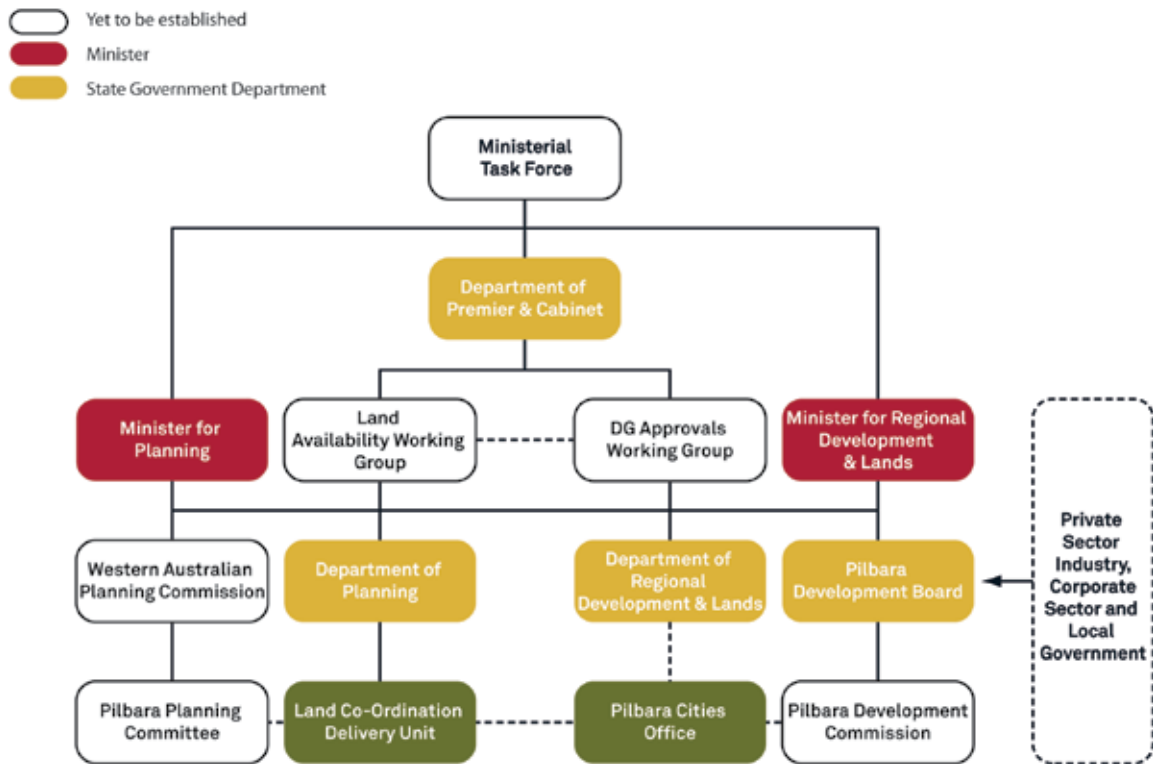 Yet to be established
Minister
State Government Department
Ministerial
Task Force
Department of
Premier & Cabinet
Minister for
Planning
Land
Availability Working
Group
DG Approvals
Working Group
Minister for Regional
Development
& Lands
Western Australian
Planning Commission
Department of
Planning
Department of
Regional
Development & Lands
Pilbara
Development Board
Private
Sector
Industry,
Corporate
Sector and
Local
Government
Pilbara Planning
Committee
Land Co-Ordination
Delivery Unit
Pilbara Cities
Office
Pilbara Development
Commission